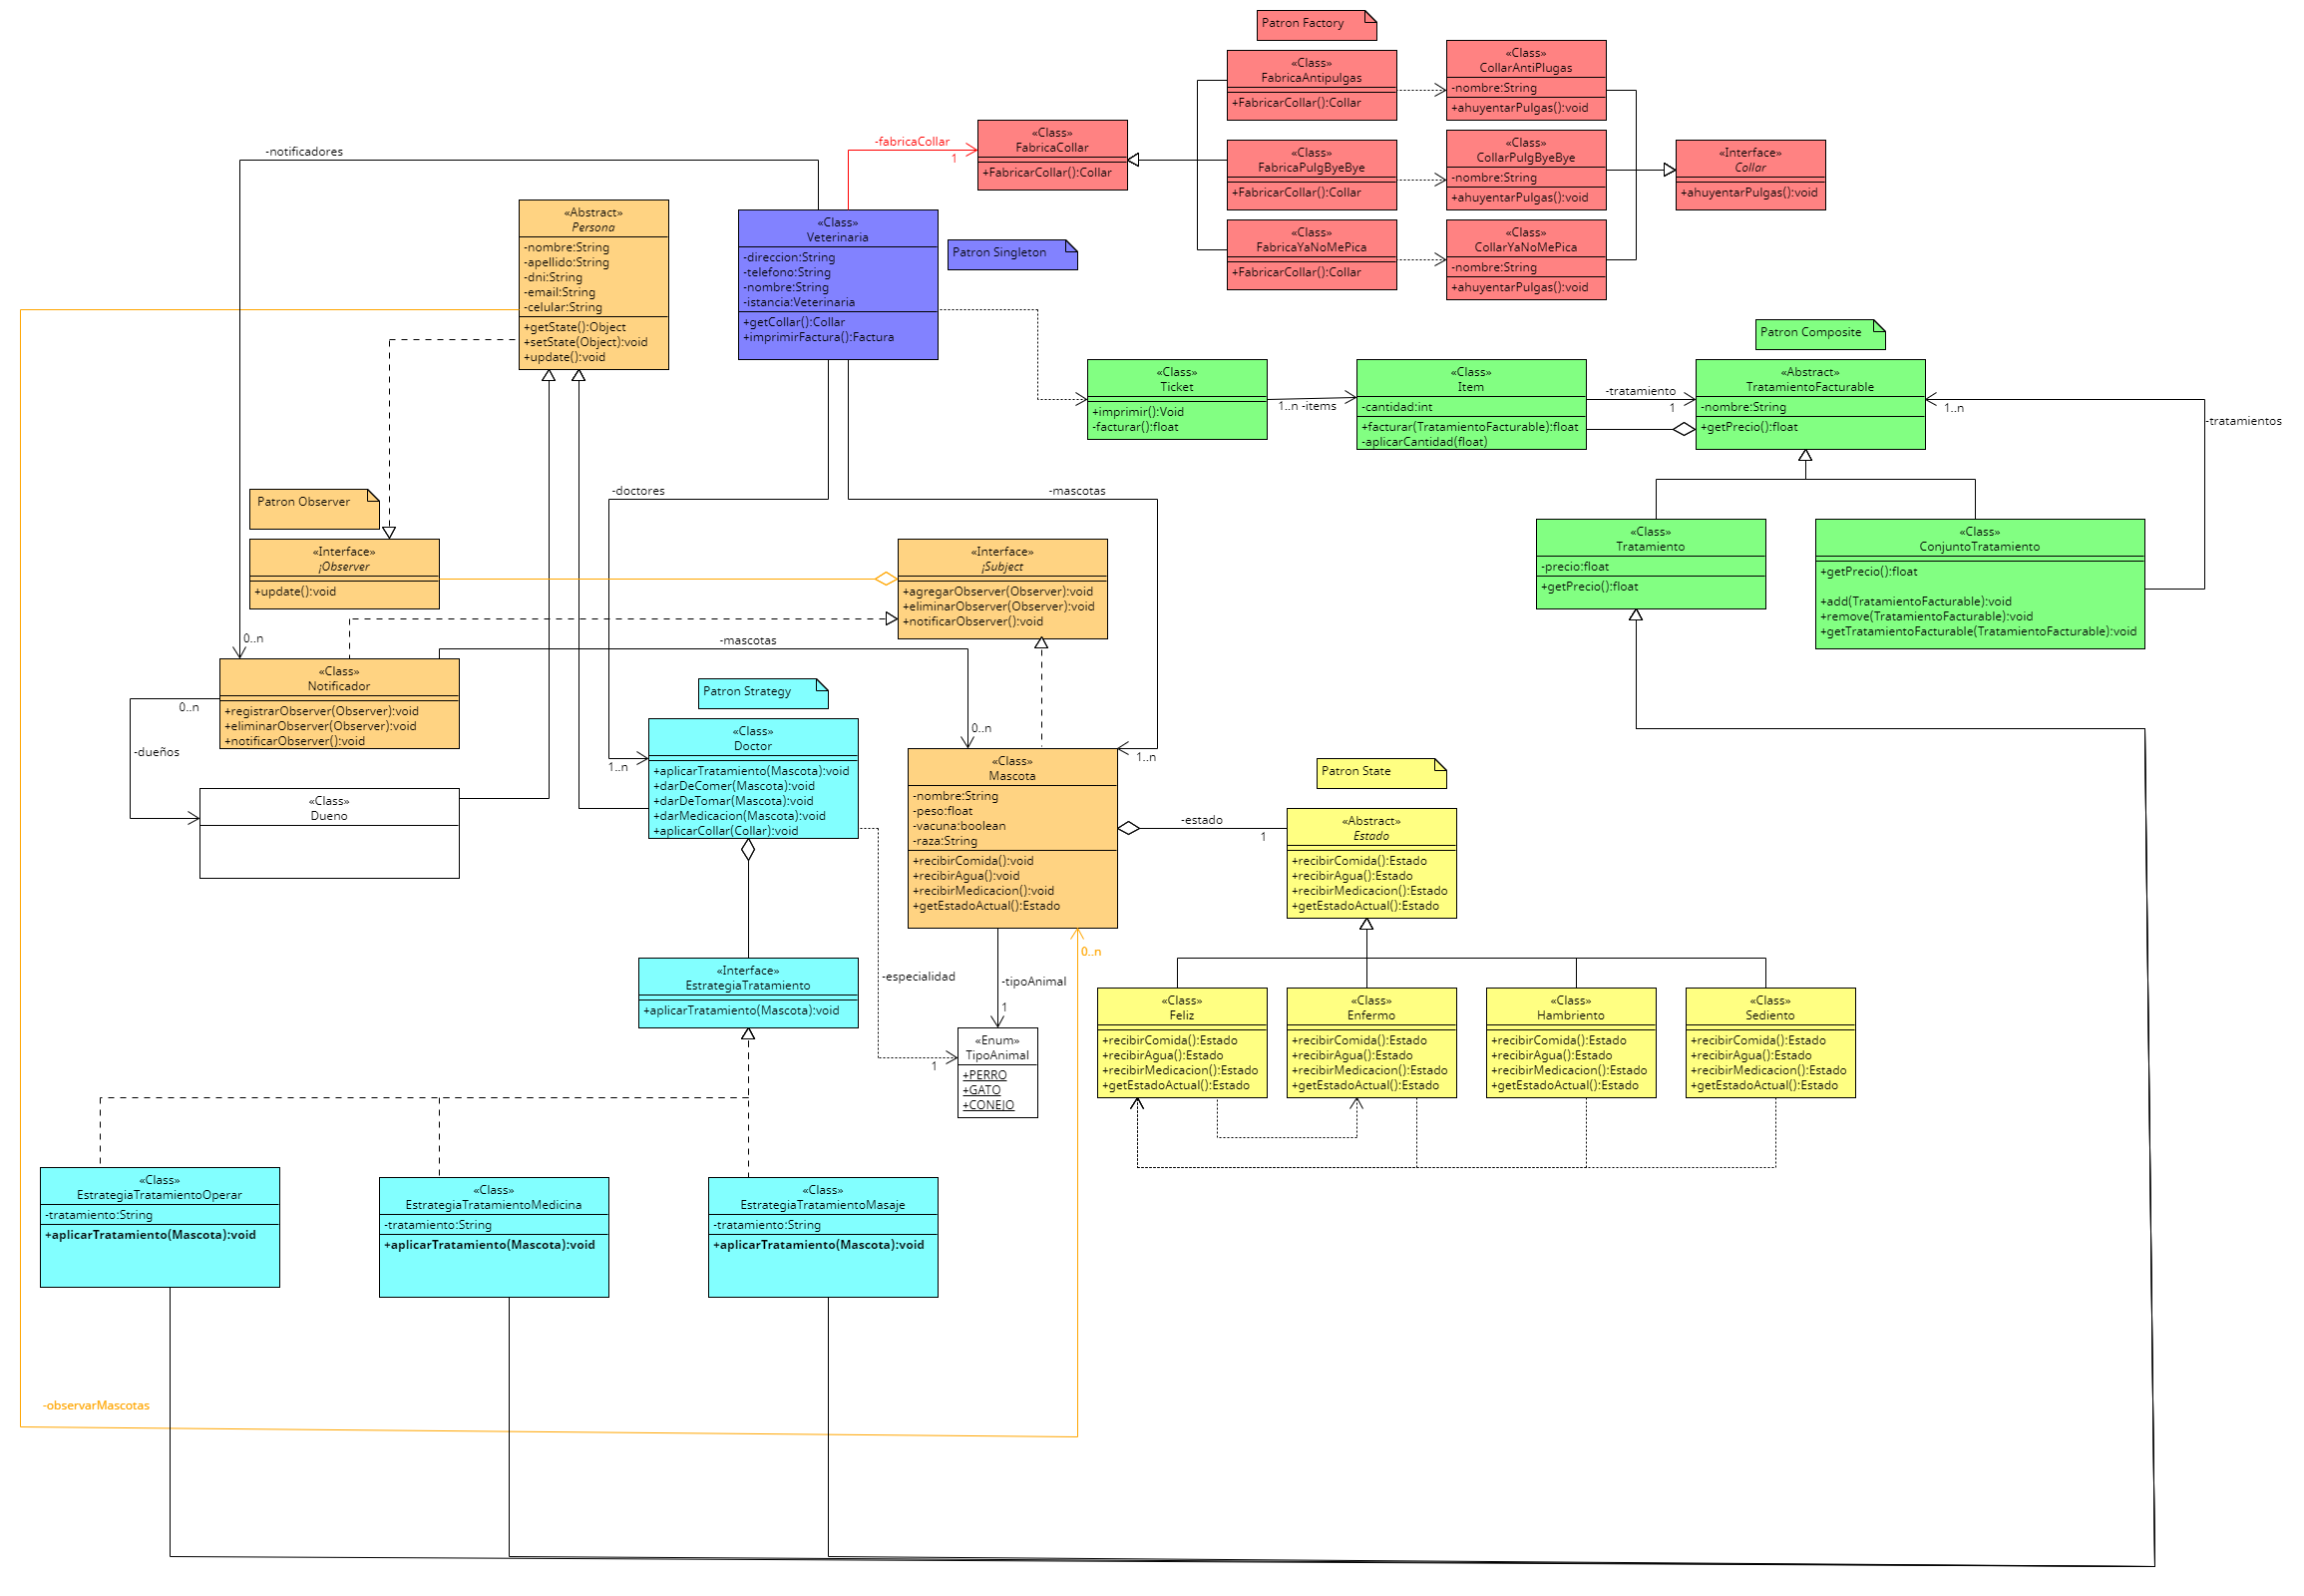 Patron Factory
«Class»
FabricaAntipulgas
+FabricarCollar():Collar
«Class»
CollarAntiPlugas
-nombre:String
+ahuyentarPulgas():void
-fabricaCollar
1
«Class»
FabricaCollar
+FabricarCollar():Collar
«Class»
FabricaPulgByeBye
+FabricarCollar():Collar
«Class»
CollarPulgByeBye
-nombre:String
+ahuyentarPulgas():void
«Interface»
Collar
+ahuyentarPulgas():void
«Class»
FabricaYaNoMePica
+FabricarCollar():Collar
«Class»
CollarYaNoMePica
-nombre:String
+ahuyentarPulgas():void
-notificadores
0..n
«Abstract»
Persona
-nombre:String
-apellido:String
-dni:String
-email:String
-celular:String
+getState():Object
+setState(Object):void
+update():void
«Class»
Veterinaria
-direccion:String
-telefono:String
-nombre:String
-istancia:Veterinaria
+getCollar():Collar
+imprimirFactura():Factura
Patron Singleton
Patron Composite
«Class»
Ticket
+imprimir():Void
-facturar():float
1..n -items
«Class»
Item
-cantidad:int
+facturar(TratamientoFacturable):float
-aplicarCantidad(float)
-tratamiento
1
«Abstract»
TratamientoFacturable
-nombre:String
+getPrecio():float
1..n
-tratamientos
-doctores
1..n
-mascotas
1..n
Patron Observer
«Interface»
¡Observer
+update():void
«Interface»
¡Subject
+agregarObserver(Observer):void
+eliminarObserver(Observer):void
+notificarObserver():void
«Class»
Tratamiento
-precio:float
+getPrecio():float
«Class»
ConjuntoTratamiento
+getPrecio():float
+add(TratamientoFacturable):void
+remove(TratamientoFacturable):void
+getTratamientoFacturable(TratamientoFacturable):void
-mascotas
0..n
«Class»
Notificador
+registrarObserver(Observer):void
+eliminarObserver(Observer):void
+notificarObserver():void
0..n
-dueños
«Class»
Dueno
Patron Strategy
«Class»
Doctor
+aplicarTratamiento(Mascota):void
+darDeComer(Mascota):void
+darDeTomar(Mascota):void
+darMedicacion(Mascota):void
+aplicarCollar(Collar):void
«Class»
Mascota
-nombre:String
-peso:float
-vacuna:boolean
-raza:String
+recibirComida():void
+recibirAgua():void
+recibirMedicacion():void
+getEstadoActual():Estado
Patron State
-estado
1
«Abstract»
Estado
+recibirComida():Estado
+recibirAgua():Estado
+recibirMedicacion():Estado
+getEstadoActual():Estado
0..n
-especialidad
1
-tipoAnimal
1
«Interface»
EstrategiaTratamiento
+aplicarTratamiento(Mascota):void
«Enum»
TipoAnimal
+PERRO
+GATO
+CONEJO
«Class»
Feliz
+recibirComida():Estado
+recibirAgua():Estado
+recibirMedicacion():Estado
+getEstadoActual():Estado
«Class»
Enfermo
+recibirComida():Estado
+recibirAgua():Estado
+recibirMedicacion():Estado
+getEstadoActual():Estado
«Class»
Hambriento
+recibirComida():Estado
+recibirAgua():Estado
+recibirMedicacion():Estado
+getEstadoActual():Estado
«Class»
Sediento
+recibirComida():Estado
+recibirAgua():Estado
+recibirMedicacion():Estado
+getEstadoActual():Estado
«Class»
EstrategiaTratamientoOperar
-tratamiento:String
+aplicarTratamiento(Mascota):void
«Class»
EstrategiaTratamientoMedicina
-tratamiento:String
+aplicarTratamiento(Mascota):void
«Class»
EstrategiaTratamientoMasaje
-tratamiento:String
+aplicarTratamiento(Mascota):void
-observarMascotas